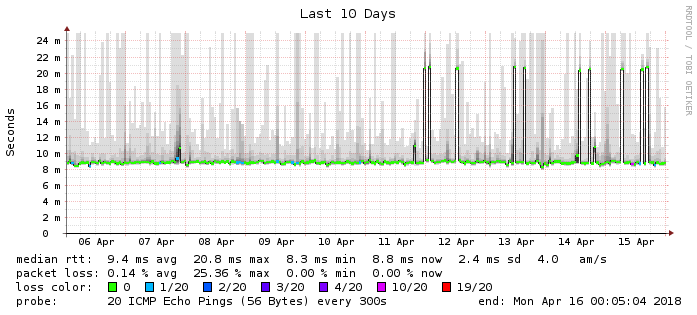 Last 10 Days
RRDTOOL / TOBI OETIKER
Seconds
24 m
22 m
20 m
18 m
16 m
14 m
12 m
10 m
8 m
6 m
4 m
2 m
0
06 Apr 07 Apr 08 Apr 09 Apr 10 Apr 11 Apr 12 Apr 13 Apr 14 Apr 15 Apr
median rtt: 9.4 ms avg 20.8 ms max 8.3 ms min 8.8 ms now 2.4 ms sd 4.0 am/s
packet loss: 0.14 % avg 25.36 % max 0.00 % min 0.00 % now
loss color: 0 1/20 2/20 3/20 4/20 10/20 19/20
probe: 20 ICMP Echo Pings (56 Bytes) every 300s end: Mon Apr 16 00:05:04 2018